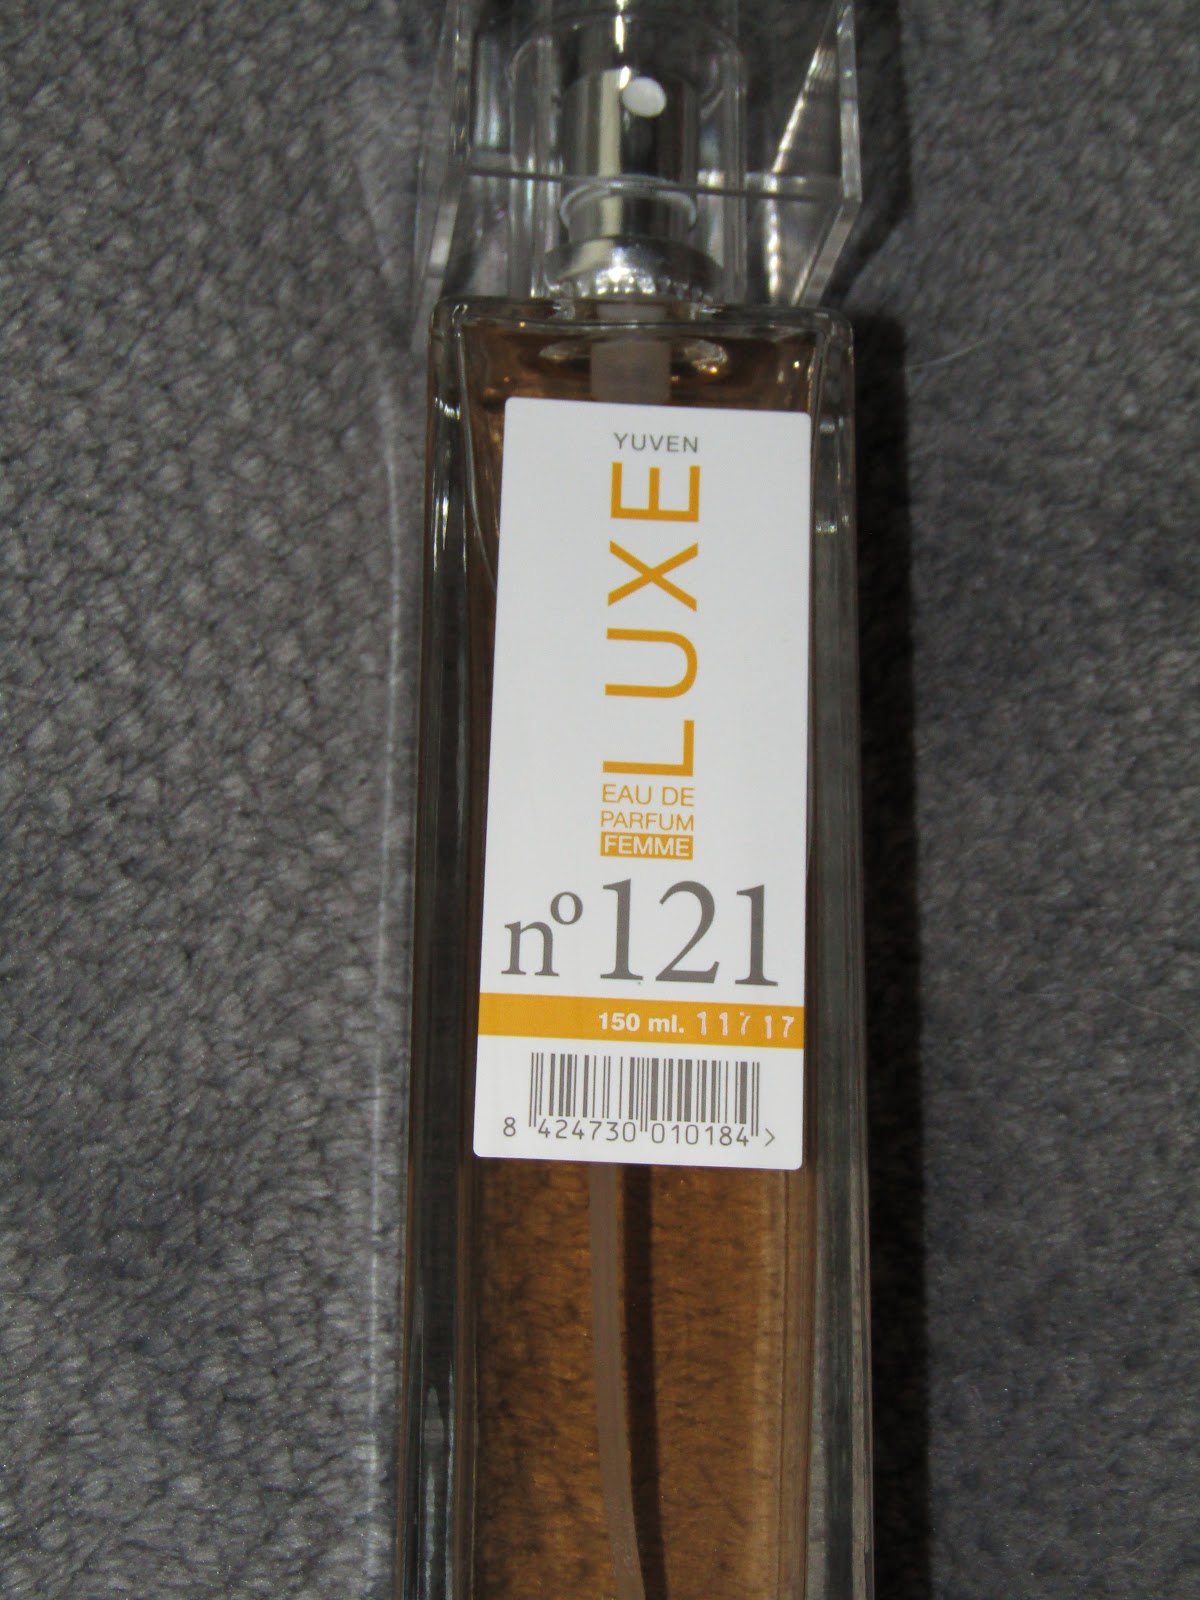 YUVEN
LUXE
EAU DE
PARFUM
FEMME
nº121
150 ml. 11717
8 424730 010184 >